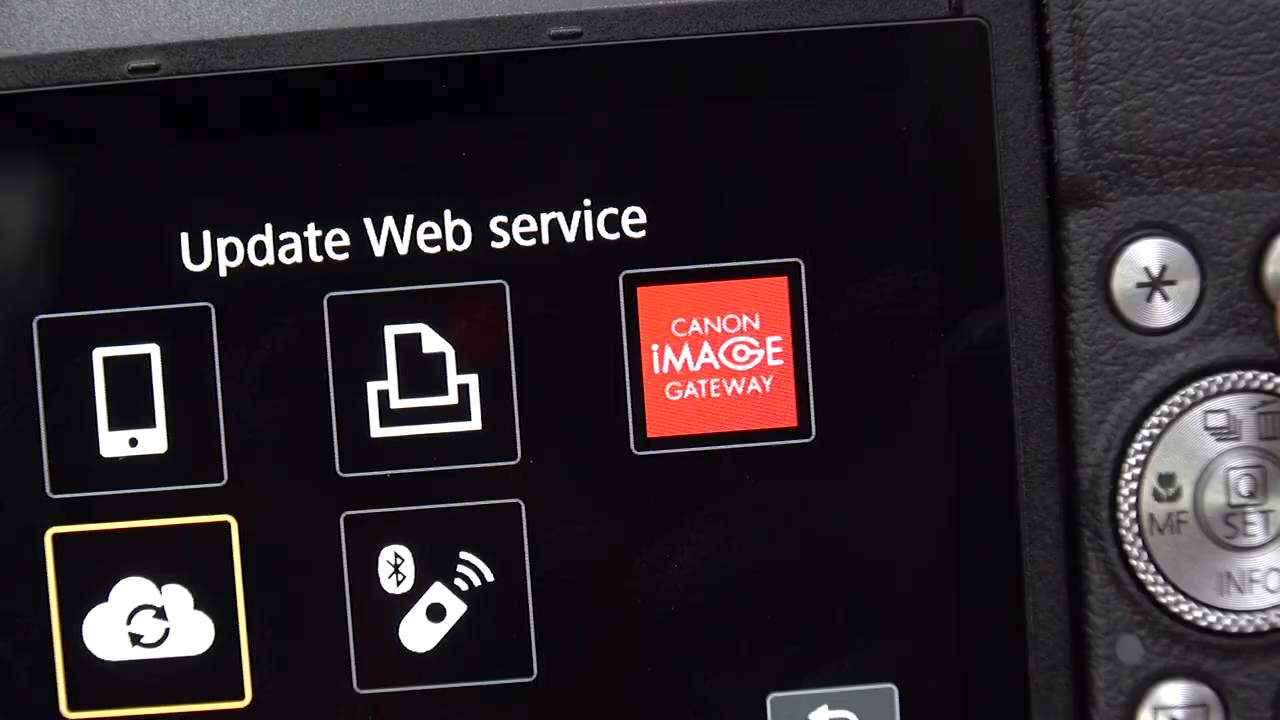 Update Web service
CANON
iMAGE
GATEWAY
Q
MF
SET
INFO